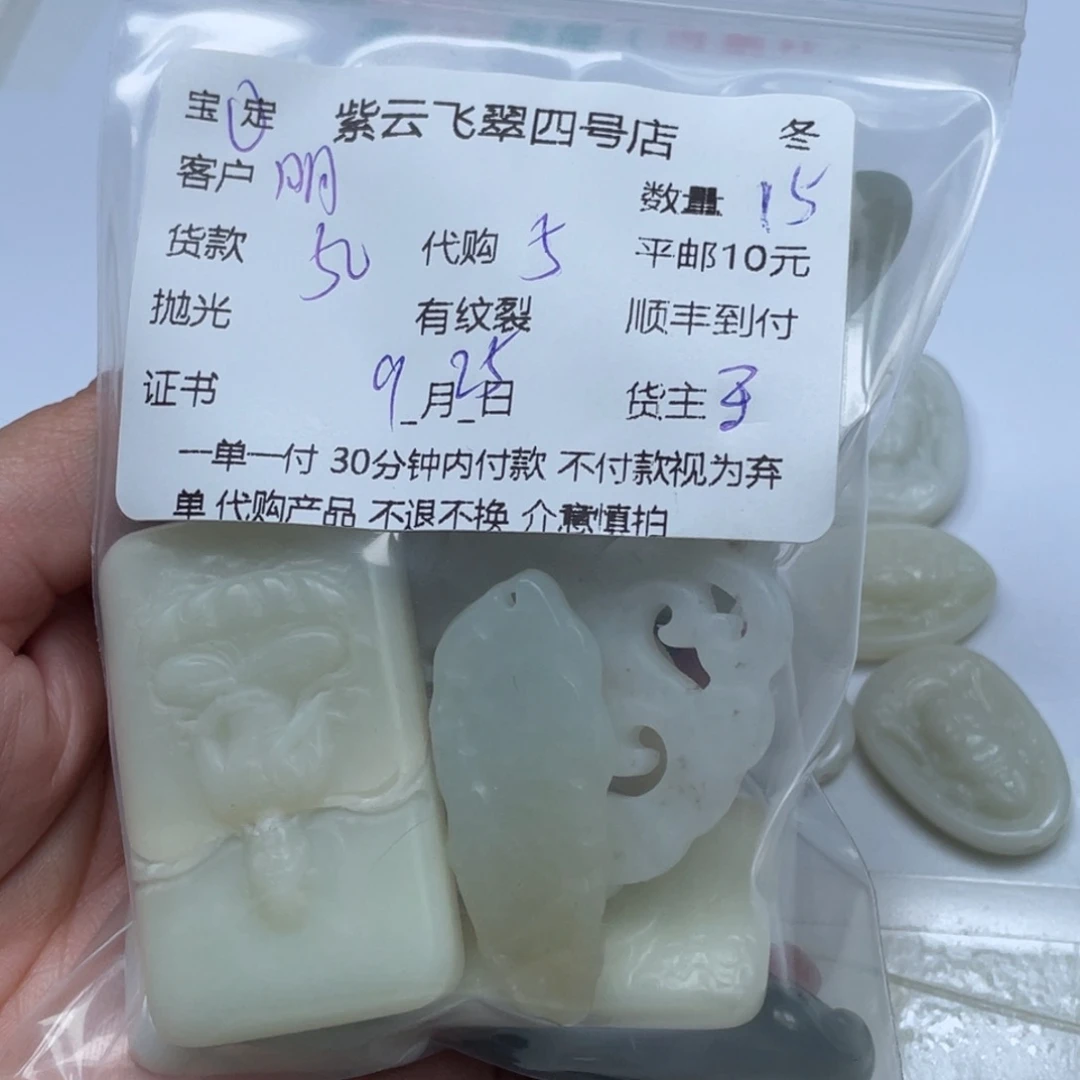 宝 定 紫云飞翠四号店 冬
客户 明 数量 15
货款 50 代购 5 平邮10元
抛光 有纹裂 顺丰到付
证书 9月25日 货主
一单一付 30分钟内付款 不付款视为弃
单 代购产品 不退不换 介意慎拍